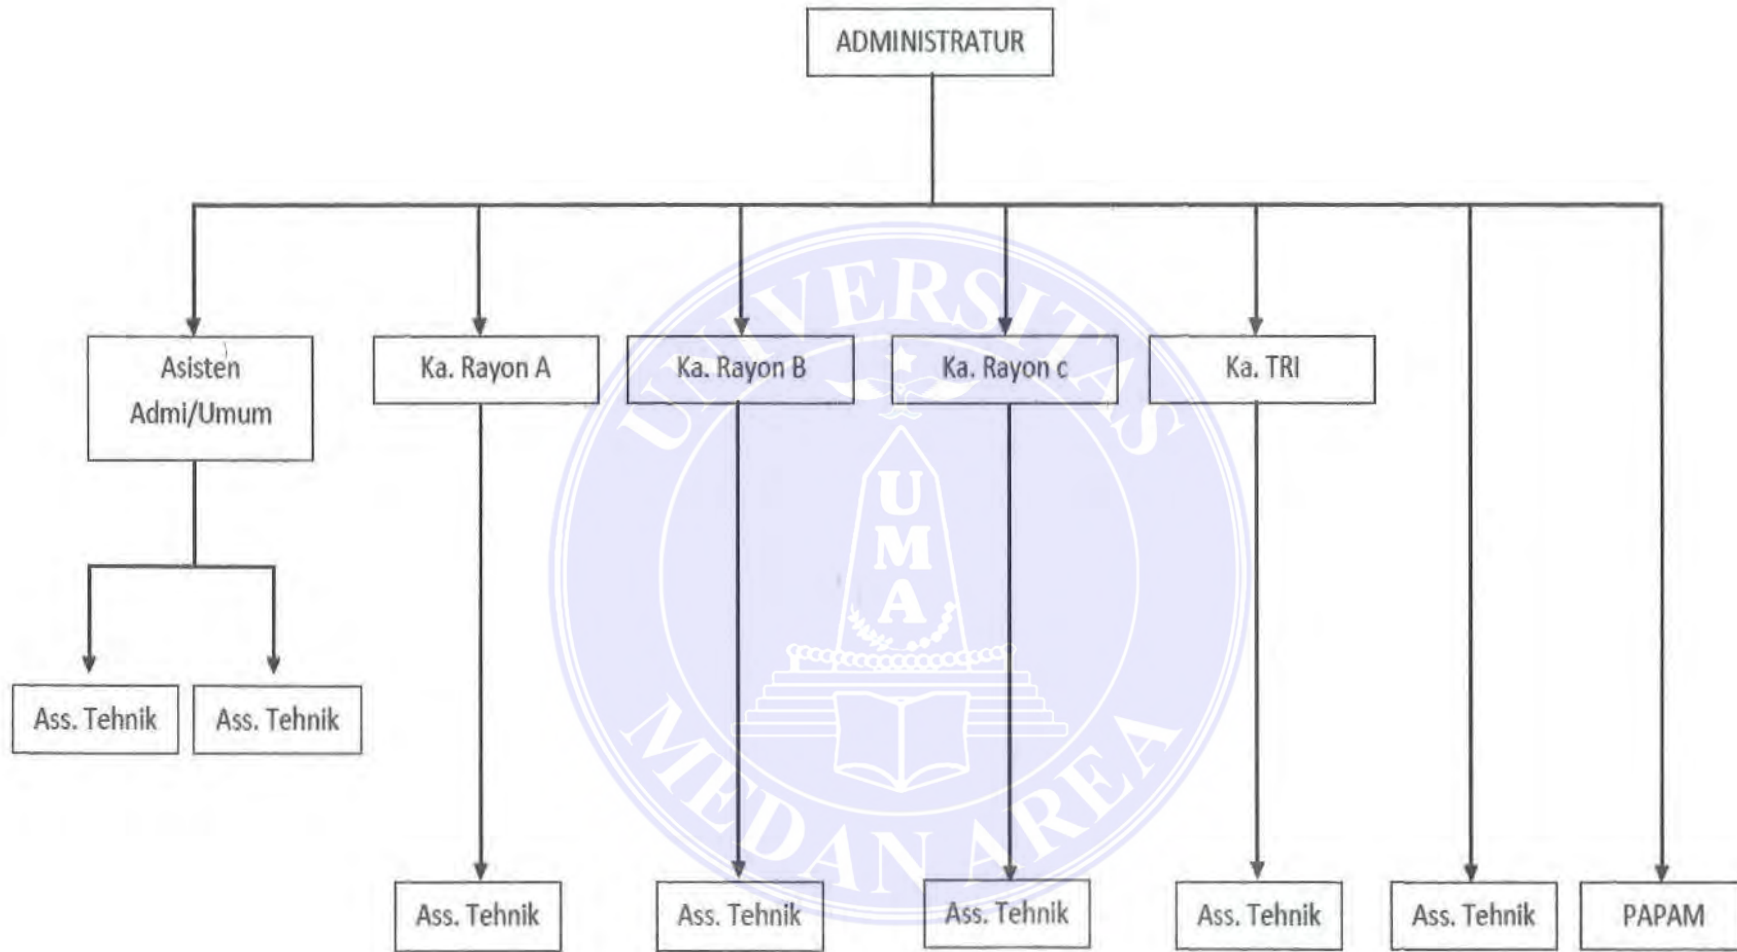 ADMINISTRATUR
Asisten
Admi/Umum
Ka. Rayon A
Ka. Rayon B
Ka. Rayon c
Ka. TRI
UNIVERSITAS
UMA
MEDAN AREA
Ass. Tehnik
Ass. Tehnik
Ass. Tehnik
Ass. Tehnik
Ass. Tehnik
Ass. Tehnik
Ass. Tehnik
PAPAM